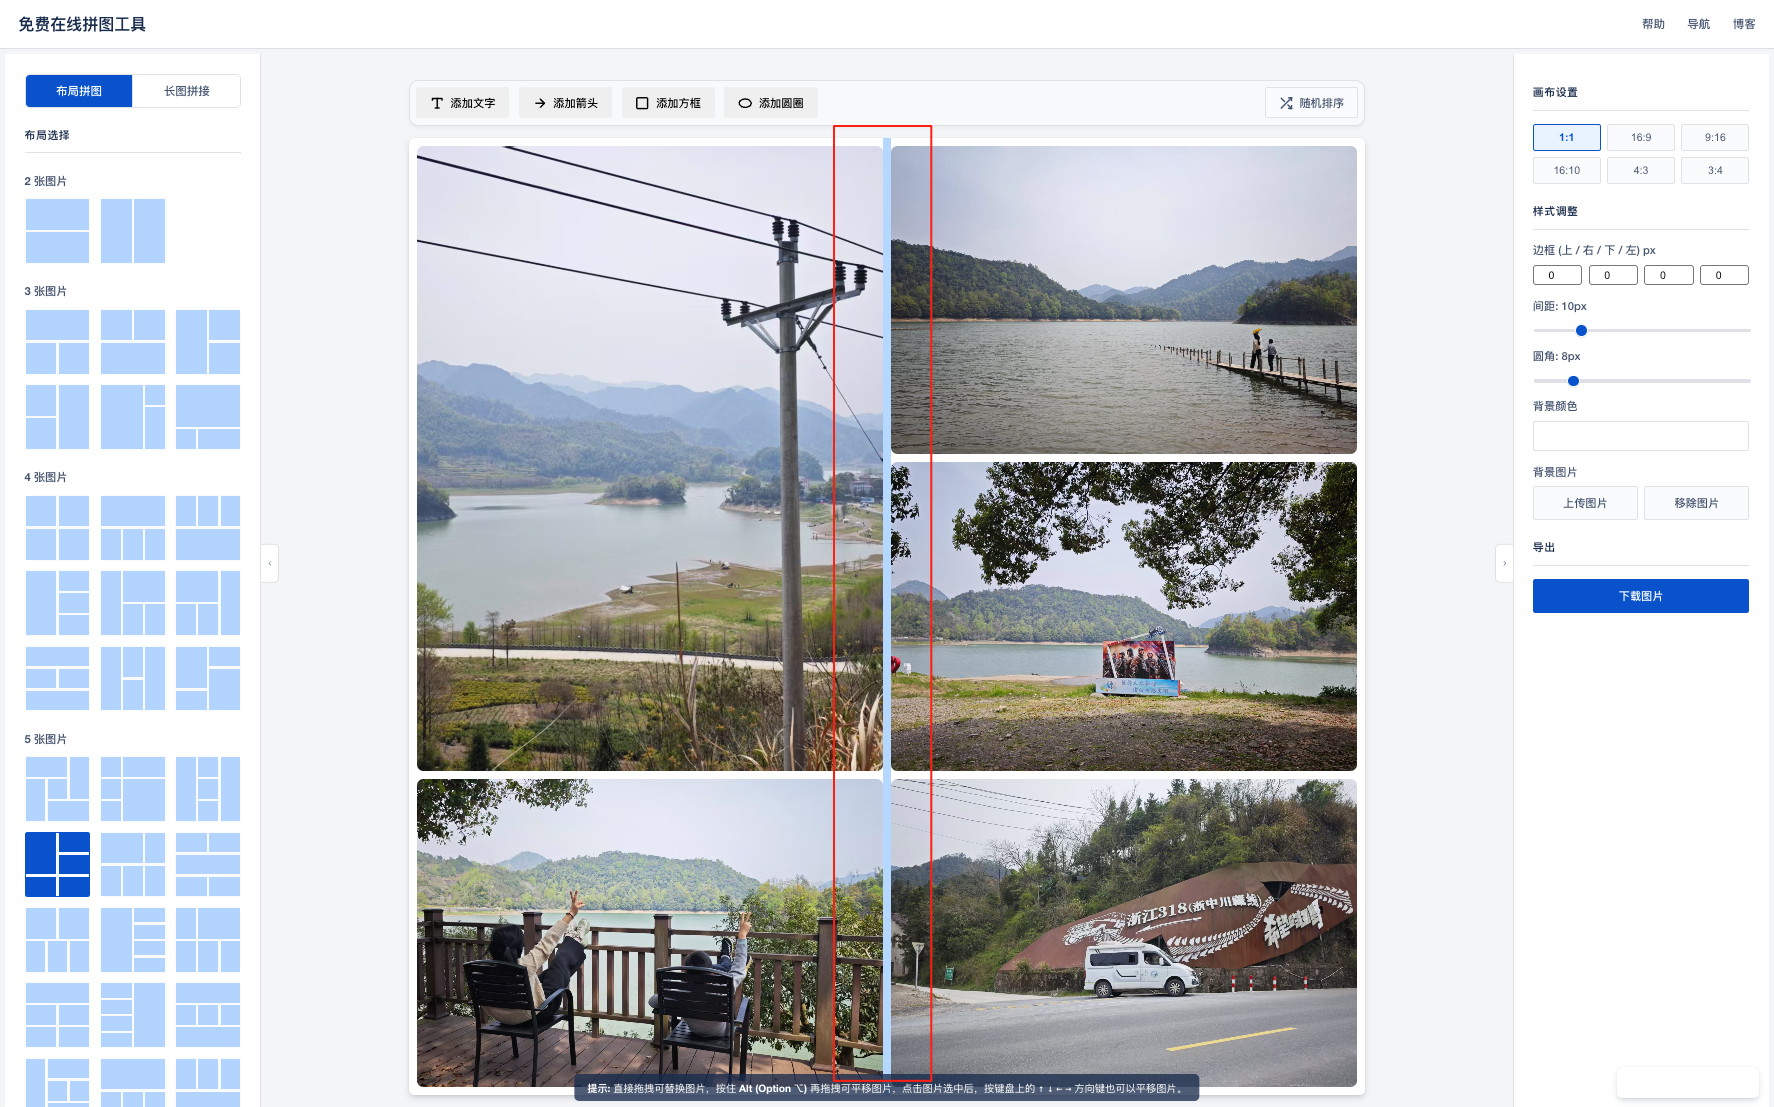 免费在线拼图工具
帮助 导航 博客
布局拼图 长图拼接
布局选择
2 张图片
3 张图片
4 张图片
5 张图片
添加文字 添加箭头 添加方框 添加圆圈 随机排序
浙江318(浙中川藏线)
提示: 直接拖拽可替换图片，按住 Alt (Option ⌥) 再拖拽可平移图片，点击图片选中后，按键盘上的 ↑ ↓ ← → 方向键也可以平移图片。
画布设置
1:1 16:9 9:16
16:10 4:3 3:4
样式调整
边框 (上 / 右 / 下 / 左) px
0 0 0 0
间距: 10px
圆角: 8px
背景颜色
背景图片
上传图片 移除图片
导出
下载图片